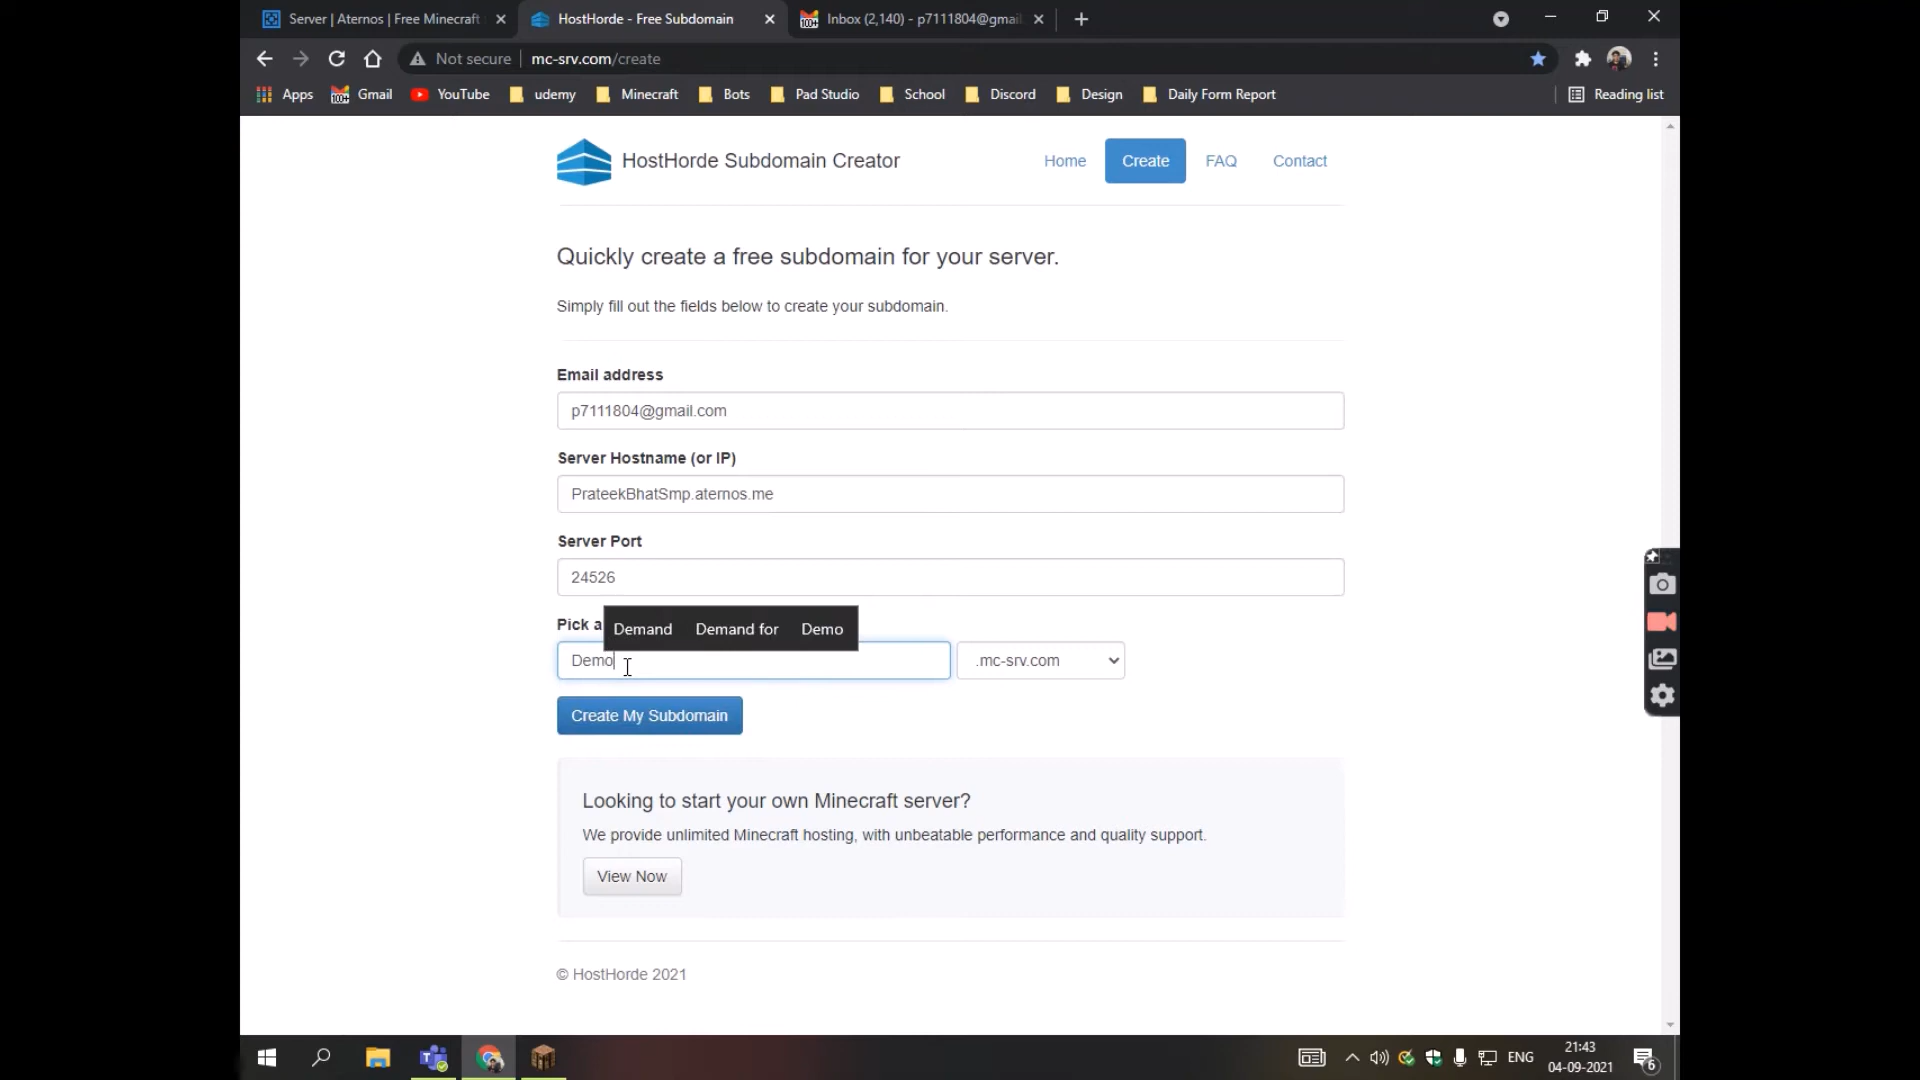 Server | Aternos | Free Minecraft
HostHorde - Free Subdomain
Inbox (2,140) - p7111804@gmai
Not secure
mc-srv.com/create
Apps
Gmail
YouTube
udemy
Minecraft
Bots
Pad Studio
School
Discord
Design
Daily Form Report
Reading list
HostHorde Subdomain Creator
Home
Create
FAQ
Contact
Quickly create a free subdomain for your server.
Simply fill out the fields below to create your subdomain.
Email address
p7111804@gmail.com
Server Hostname (or IP)
PrateekBhatSmp.aternos.me
Server Port
24526
Pick a
Demand
Demand for
Demo
Demo
.mc-srv.com
Create My Subdomain
Looking to start your own Minecraft server?
We provide unlimited Minecraft hosting, with unbeatable performance and quality support.
View Now
© HostHorde 2021
ENG
21:43
04-09-2021
6